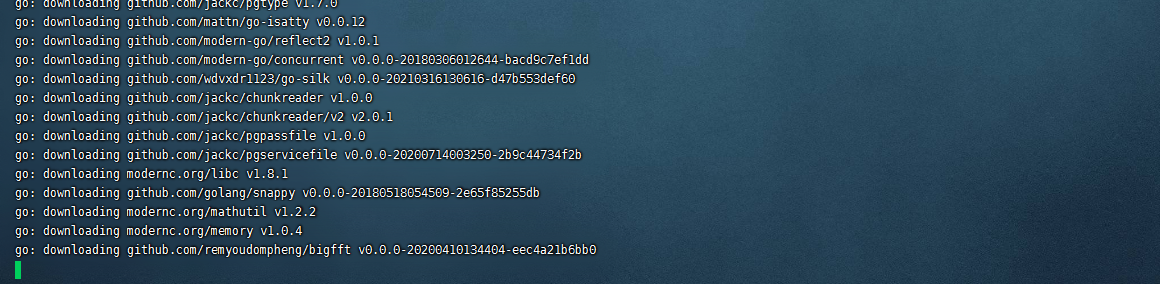 go: downloading github.com/jackc/pgtype v1.7.0
go: downloading github.com/mattn/go-isatty v0.0.12
go: downloading github.com/modern-go/reflect2 v1.0.1
go: downloading github.com/modern-go/concurrent v0.0.0-20180306012644-bacd9c7ef1dd
go: downloading github.com/wdvxdr1123/go-silk v0.0.0-20210316130616-d47b553def60
go: downloading github.com/jackc/chunkreader v1.0.0
go: downloading github.com/jackc/chunkreader/v2 v2.0.1
go: downloading github.com/jackc/pgpassfile v1.0.0
go: downloading github.com/jackc/pgservicefile v0.0.0-20200714003250-2b9c44734f2b
go: downloading modernc.org/libc v1.8.1
go: downloading github.com/golang/snappy v0.0.0-20180518054509-2e65f85255db
go: downloading modernc.org/mathutil v1.2.2
go: downloading modernc.org/memory v1.0.4
go: downloading github.com/remyoudompheng/bigfft v0.0.0-20200410134404-eec4a21b6bb0